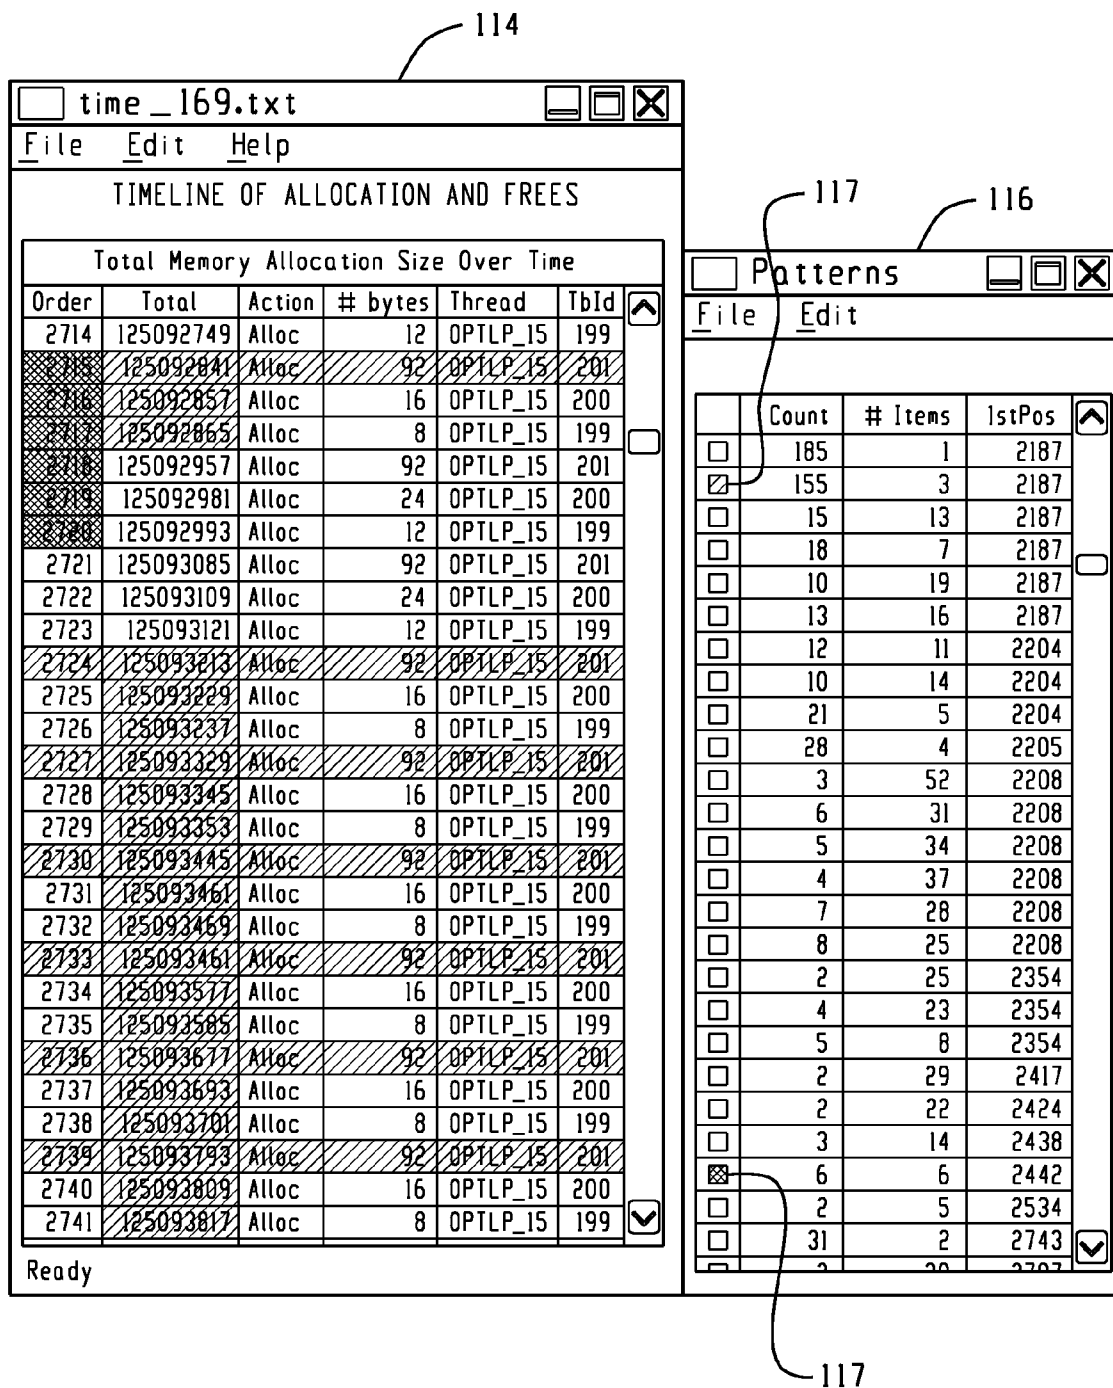 114
time_169.txt
File Edit Help
TIMELINE OF ALLOCATION AND FREES
Total Memory Allocation Size Over Time
Order Total Action # bytes Thread TbId
2714 125092749 Alloc 12 OPTLP_15 199
2715 125092841 Alloc 92 OPTLP_15 201
2716 125092857 Alloc 16 OPTLP_15 200
2717 125092865 Alloc 8 OPTLP_15 199
2718 125092957 Alloc 92 OPTLP_15 201
2719 125092981 Alloc 24 OPTLP_15 200
2720 125092993 Alloc 12 OPTLP_15 199
2721 125093085 Alloc 92 OPTLP_15 201
2722 125093109 Alloc 24 OPTLP_15 200
2723 125093121 Alloc 12 OPTLP_15 199
2724 125093213 Alloc 92 OPTLP_15 201
2725 125093229 Alloc 16 OPTLP_15 200
2726 125093237 Alloc 8 OPTLP_15 199
2727 125093329 Alloc 92 OPTLP_15 201
2728 125093345 Alloc 16 OPTLP_15 200
2729 125093353 Alloc 8 OPTLP_15 199
2730 125093445 Alloc 92 OPTLP_15 201
2731 125093461 Alloc 16 OPTLP_15 200
2732 125093469 Alloc 8 OPTLP_15 199
2733 125093461 Alloc 92 OPTLP_15 201
2734 125093577 Alloc 16 OPTLP_15 200
2735 125093585 Alloc 8 OPTLP_15 199
2736 125093677 Alloc 92 OPTLP_15 201
2737 125093693 Alloc 16 OPTLP_15 200
2738 125093701 Alloc 8 OPTLP_15 199
2739 125093793 Alloc 92 OPTLP_15 201
2740 125093809 Alloc 16 OPTLP_15 200
2741 125093817 Alloc 8 OPTLP_15 199
Ready
117
116
Patterns
File Edit
Count # Items 1stPos
185 1 2187
155 3 2187
15 13 2187
18 7 2187
10 19 2187
13 16 2187
12 11 2204
10 14 2204
21 5 2204
28 4 2205
3 52 2208
6 31 2208
5 34 2208
4 37 2208
7 28 2208
8 25 2208
2 25 2354
4 23 2354
5 8 2354
2 29 2417
2 22 2424
3 14 2438
6 6 2442
2 5 2534
31 2 2743
117